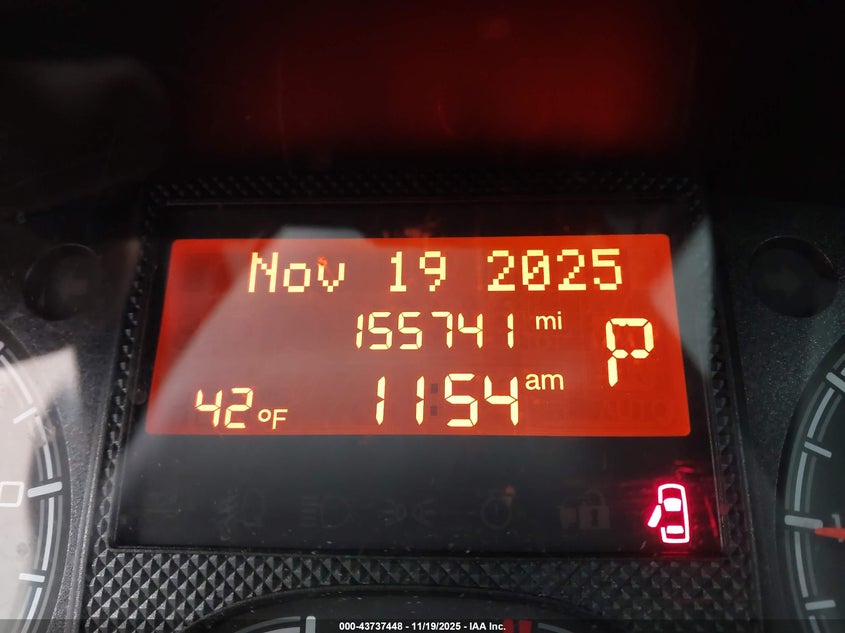 Nov 19 2025
155741 mi
P
42°F 11:54 am
000-43737448 - 11/19/2025 - IAA Inc.